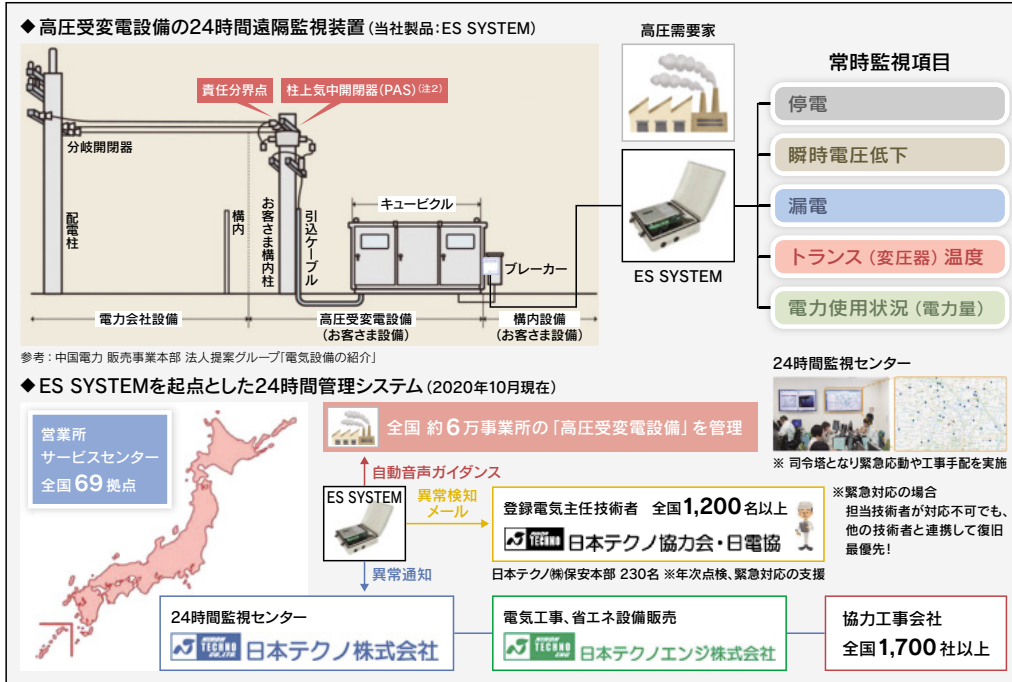 ◆高圧受変電設備の24時間遠隔監視装置(当社製品:ES SYSTEM)
責任分界点
柱上気中開閉器(PAS)(注2)
分岐開閉器
配電柱
構内
お客さま構内柱
引込ケーブル
キュービクル
ブレーカー
電力会社設備
高圧受変電設備
(お客さま設備)
構内設備
(お客さま設備)
参考:中国電力 販売事業本部 法人提案グループ「電気設備の紹介」
高圧需要家
ES SYSTEM
常時監視項目
停電
瞬時電圧低下
漏電
トランス(変圧器)温度
電力使用状況(電力量)
◆ES SYSTEMを起点とした24時間管理システム(2020年10月現在)
営業所
サービスセンター
全国69拠点
全国 約6万事業所の「高圧受変電設備」を管理
自動音声ガイダンス
ES SYSTEM
異常検知
メール
異常通知
登録電気主任技術者 全国1,200名以上
TECHNO 日本テクノ協力会・日電協
日本テクノ㈱保安本部 230名 ※年次点検、緊急対応の支援
24時間監視センター
※ 司令塔となり緊急応動や工事手配を実施
※緊急対応の場合
担当技術者が対応不可でも、
他の技術者と連携して復旧
最優先!
24時間監視センター
TECHNO 日本テクノ株式会社
電気工事、省エネ設備販売
TECHNO 日本テクノエンジ株式会社
協力工事会社
全国1,700社以上